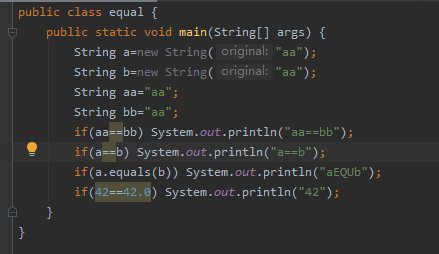 public class equal {
public static void main(String[] args) {
String a=new String( original: "aa");
String b=new String( original: "aa");
String aa="aa";
String bb="aa";
if(aa==bb) System.out.println("aa==bb");
if(a==b) System.out.println("a==b");
if(a.equals(b)) System.out.println("aEQUb");
if(42==42.0) System.out.println("42");
}
}